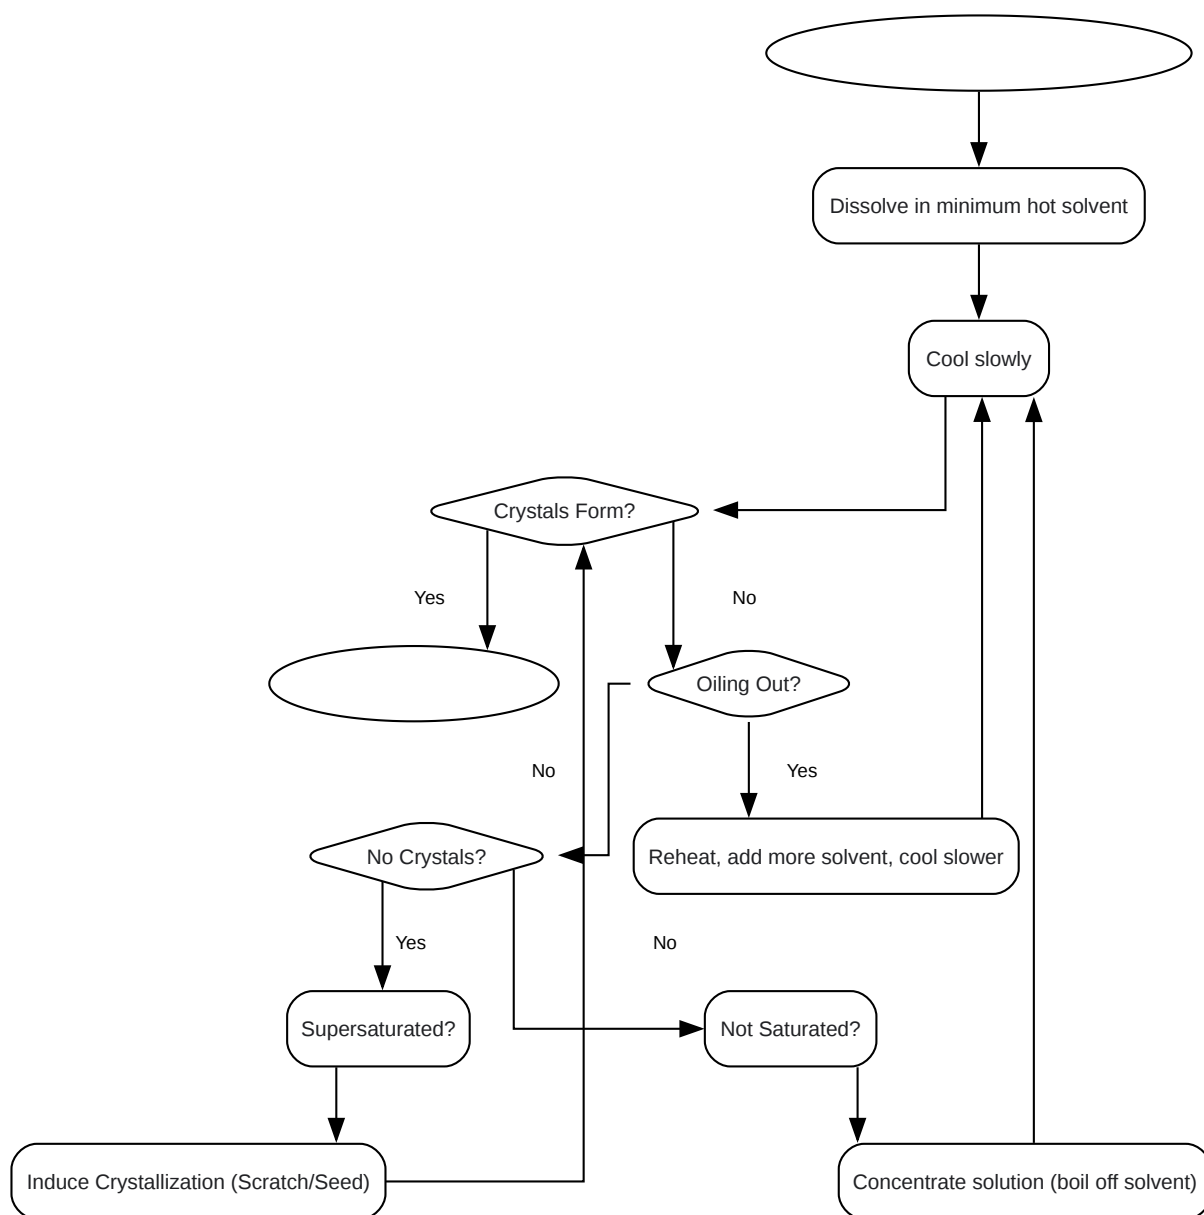 Dissolve in minimum hot solvent
Cool slowly
Crystals Form?
Yes
No
Oiling Out?
No
Yes
No Crystals?
Reheat, add more solvent, cool slower
Yes
No
Supersaturated?
Not Saturated?
Induce Crystallization (Scratch/Seed)
Concentrate solution (boil off solvent)